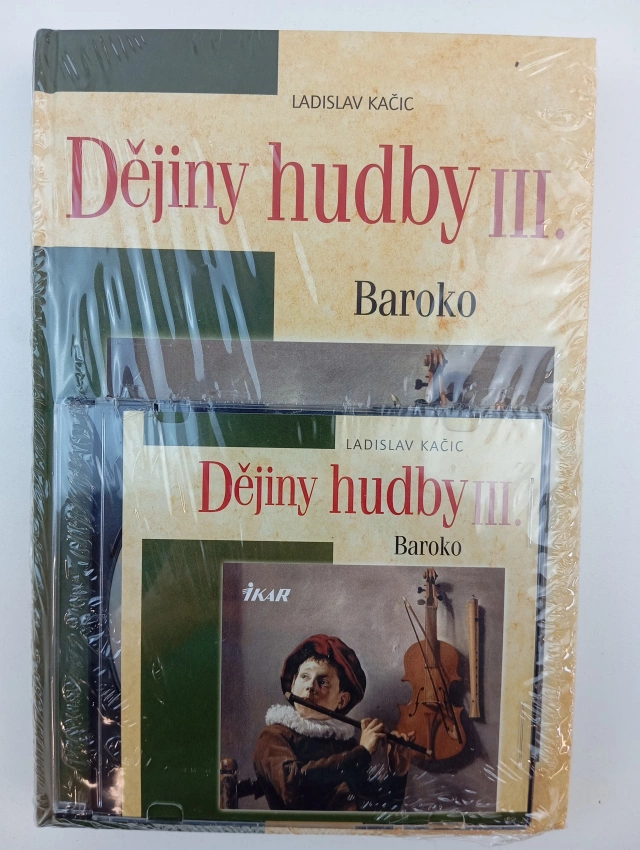 LADISLAV KAČIC
Dějiny hudby III.
Baroko
LADISLAV KAČIC
Dějiny hudby III.
Baroko
IKAR